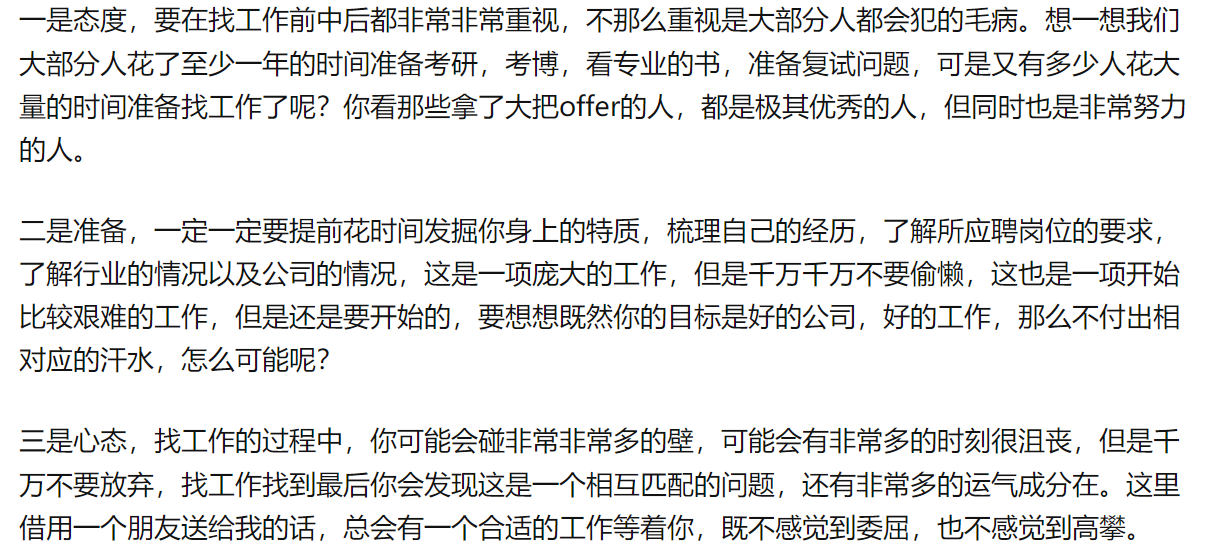 一是态度，要在找工作前中后都非常非常重视，不那么重视是大部分人都会犯的毛病。想一想我们
大部分人花了至少一年的时间准备考研，考博，看专业的书，准备复试问题，可是又有多少人花大
量的时间准备找工作了呢？你看那些拿了大把offer的人，都是极其优秀的人，但同时也是非常努力
的人。
二是准备，一定一定要提前花时间发掘你身上的特质，梳理自己的经历，了解所应聘岗位的要求，
了解行业的情况以及公司的情况，这是一项庞大的工作，但是千万千万不要偷懒，这也是一项开始
比较艰难的工作，但是还是要开始的，要想想既然你的目标是好的公司，好的工作，那么不付出相
对应的汗水，怎么可能呢？
三是心态，找工作的过程中，你可能会碰非常非常多的壁，可能会有非常多的时刻很沮丧，但是千
万不要放弃，找工作找到最后你会发现这是一个相互匹配的问题，还有非常多的运气成分在。这里
借用一个朋友送给我的话，总会有一个合适的工作等着你，既不感觉到委屈，也不感觉到高攀。